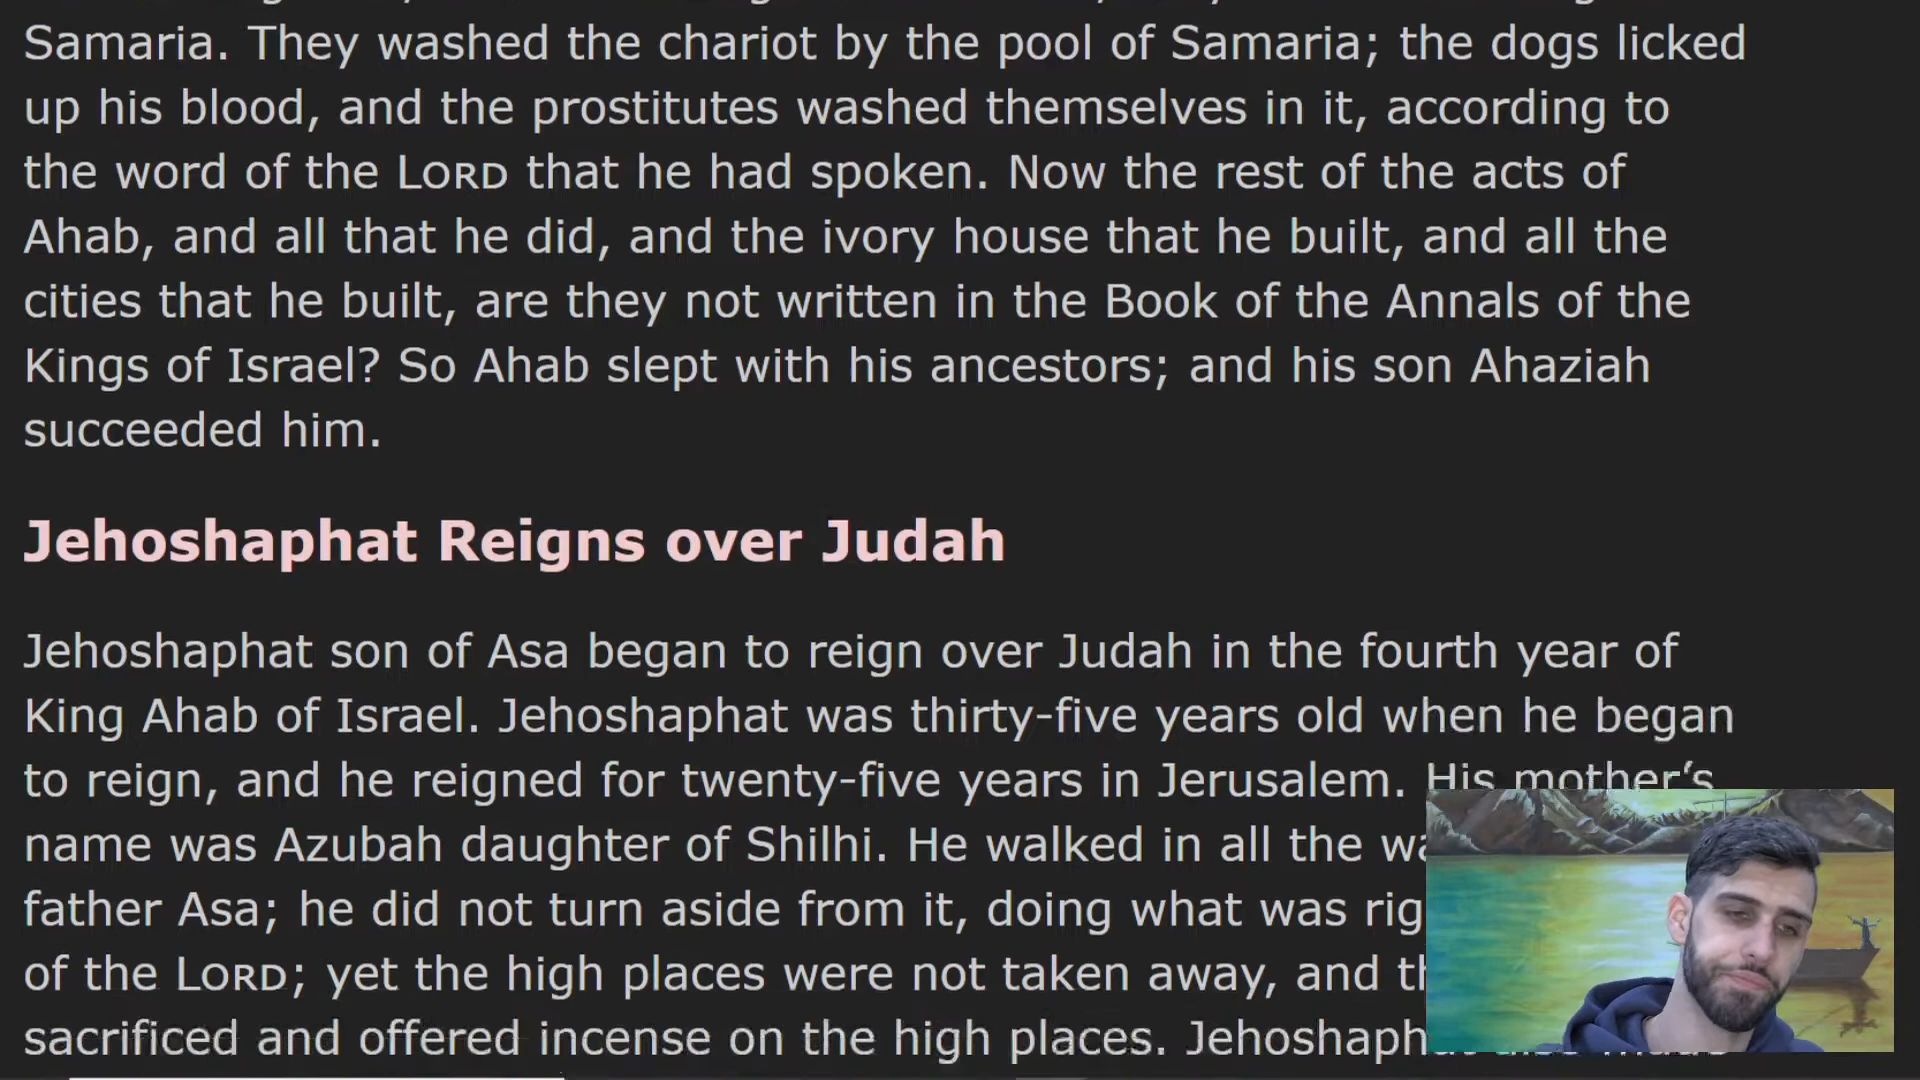 Samaria. They washed the chariot by the pool of Samaria; the dogs licked
up his blood, and the prostitutes washed themselves in it, according to
the word of the LORD that he had spoken. Now the rest of the acts of
Ahab, and all that he did, and the ivory house that he built, and all the
cities that he built, are they not written in the Book of the Annals of the
Kings of Israel? So Ahab slept with his ancestors; and his son Ahaziah
succeeded him.
Jehoshaphat Reigns over Judah
Jehoshaphat son of Asa began to reign over Judah in the fourth year of
King Ahab of Israel. Jehoshaphat was thirty-five years old when he began
to reign, and he reigned for twenty-five years in Jerusalem. His mother’s
name was Azubah daughter of Shilhi. He walked in all the
father Asa; he did not turn aside from it, doing what was
of the LORD; yet the high places were not taken away, and
sacrificed and offered incense on the high places.